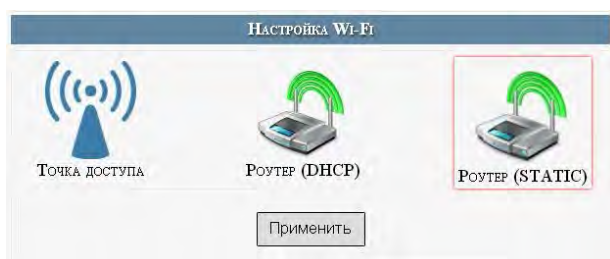 Настройка Wi-Fi
Точка доступа
Роутер (DHCP)
Роутер (STATIC)
Применить